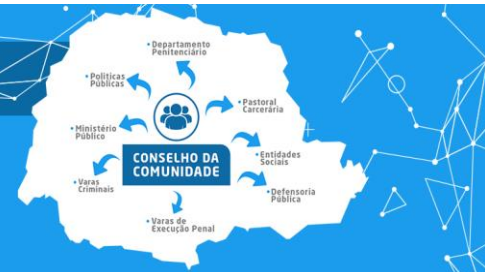 • Departamento
Penitenciário
• Políticas
Públicas
• Pastoral
Carcerária
• Ministério
Público
CONSELHO DA
COMUNIDADE
• Entidades
Sociais
• Varas
Criminais
• Defensoria
Pública
• Varas de
Execução Penal